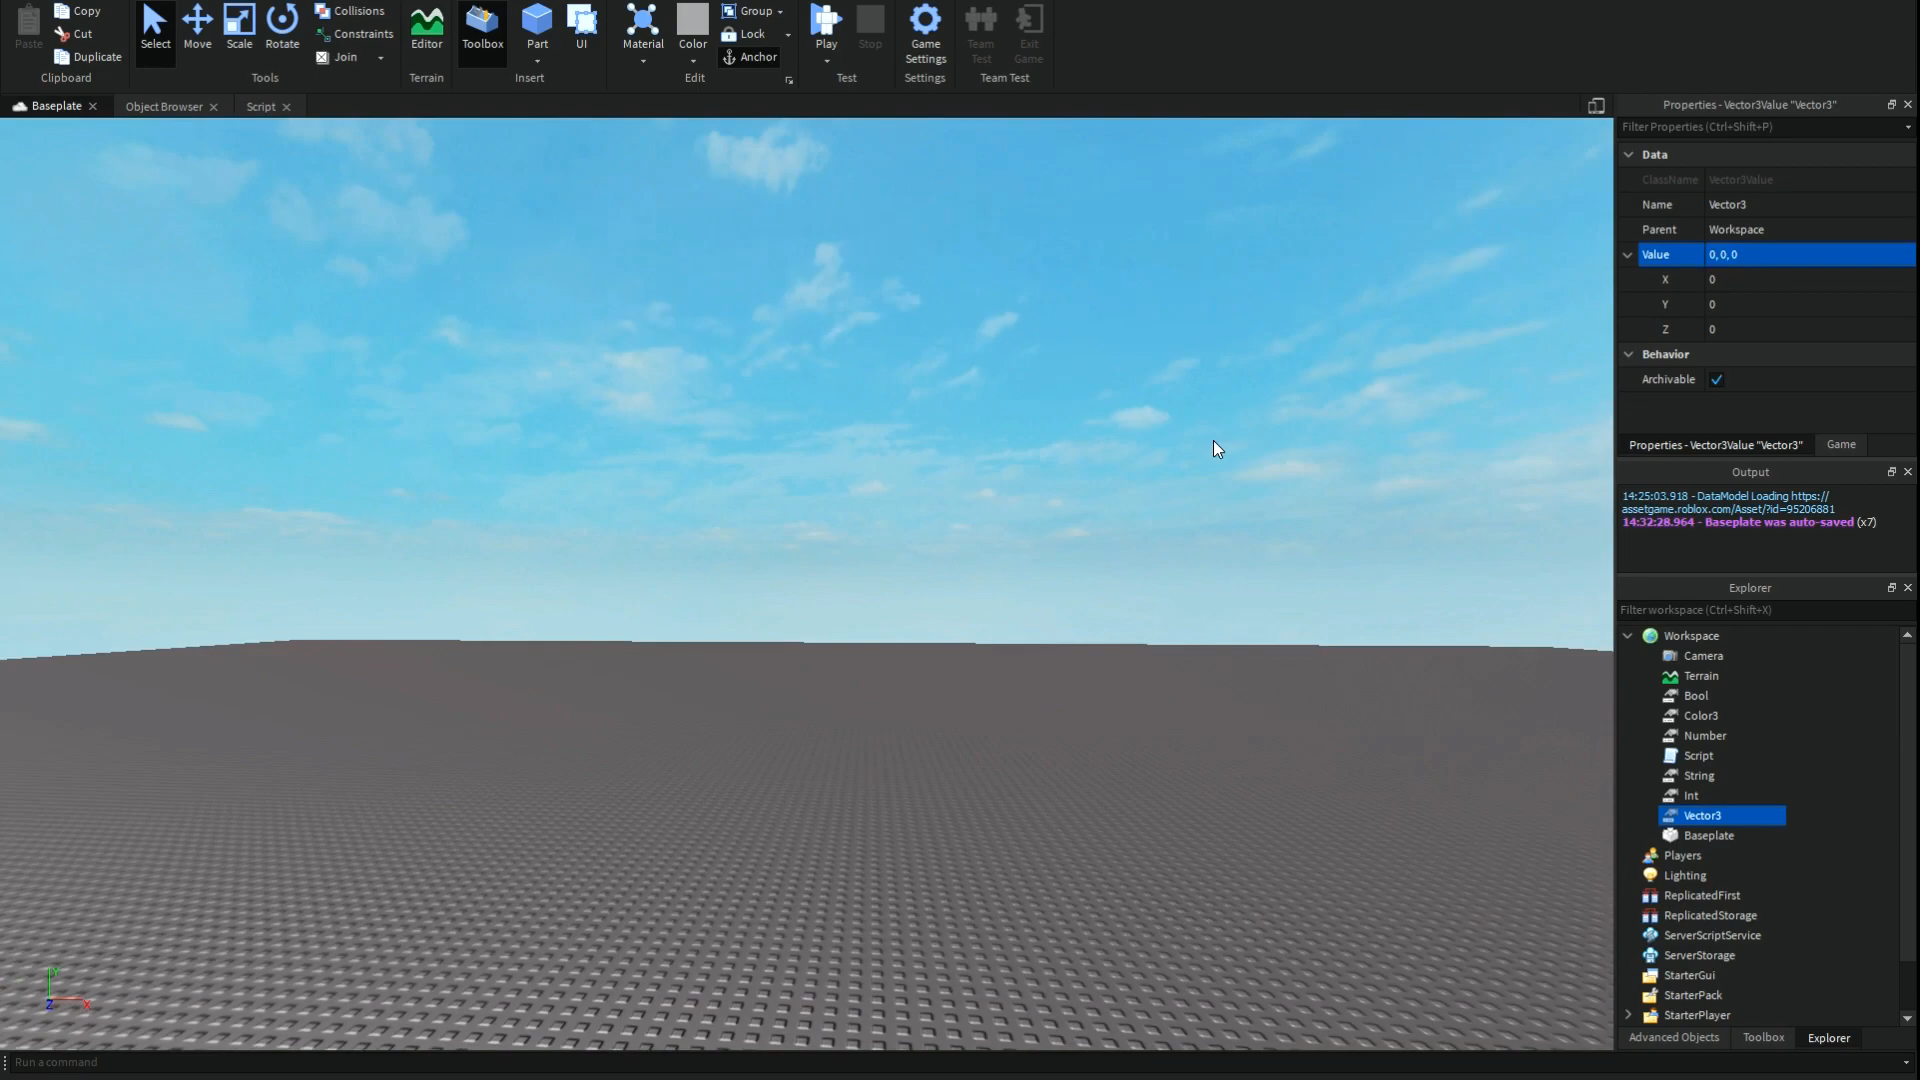 Copy
Cut
Duplicate
Paste
Clipboard
Select
Move
Scale
Rotate
Collisions
Constraints
Join
Tools
Editor
Terrain
Toolbox
Part
UI
Insert
Material
Color
Group
Lock
Anchor
Edit
Play
Stop
Test
Game
Settings
Settings
Team
Test
Exit
Game
Team Test
Baseplate
Object Browser
Script
Properties - Vector3Value "Vector3"
Filter Properties (Ctrl+Shift+P)
Data
ClassName Vector3Value
Name Vector3
Parent Workspace
Value 0, 0, 0
X 0
Y 0
Z 0
Behavior
Archivable
Properties - Vector3Value "Vector3" Game
Output
14:25:03.918 - DataModel Loading https://
assetgame.roblox.com/Asset/?id=95206881
14:32:28.964 - Baseplate was auto-saved (x7)
Explorer
Filter workspace (Ctrl+Shift+X)
Workspace
Camera
Terrain
Bool
Color3
Number
Script
String
Int
Vector3
Baseplate
Players
Lighting
ReplicatedFirst
ReplicatedStorage
ServerScriptService
ServerStorage
StarterGui
StarterPack
StarterPlayer
Advanced Objects Toolbox Explorer
Y
Z X
Run a command